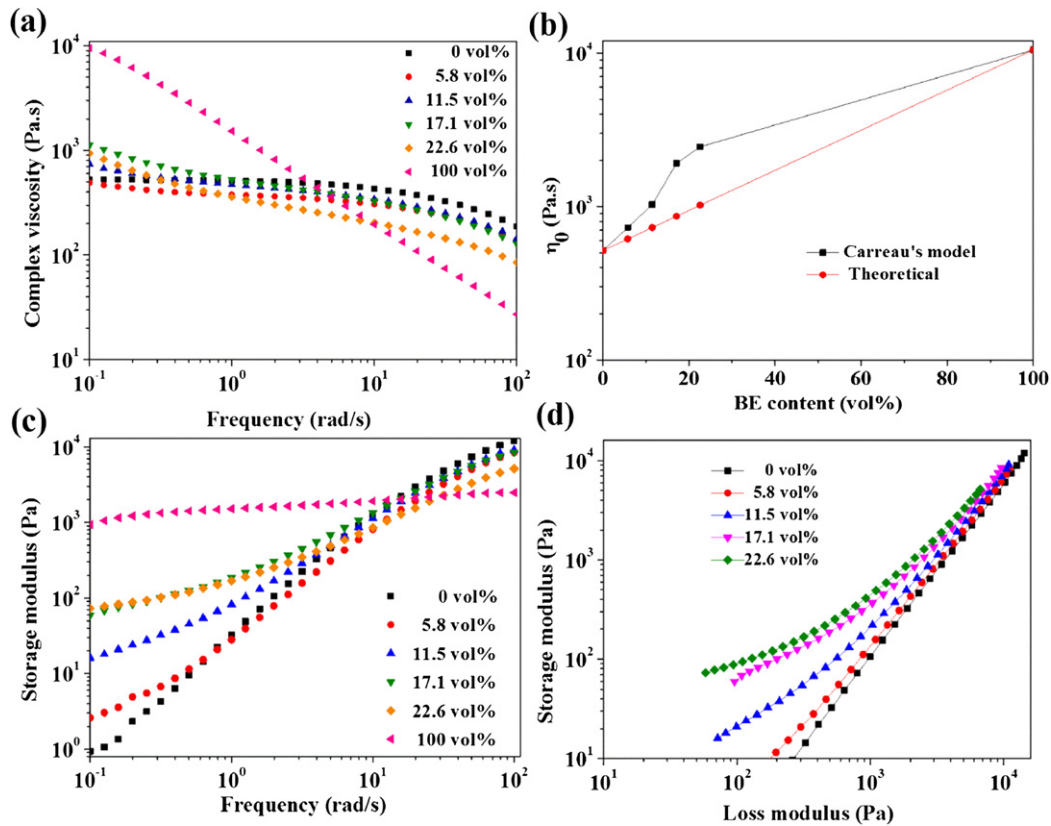 (a)
Complex viscosity (Pa.s)
10^4
10^3
10^2
10^1
0 vol%
5.8 vol%
11.5 vol%
17.1 vol%
22.6 vol%
100 vol%
10^-1 10^0 10^1 10^2
Frequency (rad/s)
(b)
η0 (Pa.s)
10^4
10^3
10^2
Carreau's model
Theoretical
0 20 40 60 80 100
BE content (vol%)
(c)
Storage modulus (Pa)
10^4
10^3
10^2
10^1
10^0
0 vol%
5.8 vol%
11.5 vol%
17.1 vol%
22.6 vol%
100 vol%
10^-1 10^0 10^1 10^2
Frequency (rad/s)
(d)
Storage modulus (Pa)
10^4
10^3
10^2
10^1
0 vol%
5.8 vol%
11.5 vol%
17.1 vol%
22.6 vol%
10^1 10^2 10^3 10^4
Loss modulus (Pa)